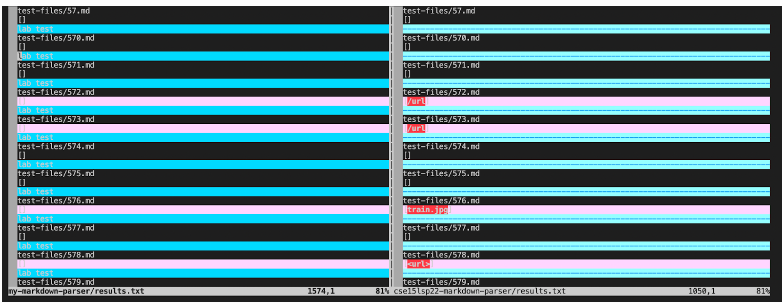 test-files/57.md
[]
lab test
test-files/570.md
[]
lab test
test-files/571.md
[]
lab test
test-files/572.md
[]
lab test
test-files/573.md
[]
lab test
test-files/574.md
[]
lab test
test-files/575.md
[]
lab test
test-files/576.md
[]
lab test
test-files/577.md
[]
lab test
test-files/578.md
[]
lab test
test-files/579.md
my-markdown-parser/results.txt 1574,1 81%
test-files/57.md
[]
test-files/570.md
[]
test-files/571.md
[]
test-files/572.md
[/url]
test-files/573.md
[/url]
test-files/574.md
[]
test-files/575.md
[]
test-files/576.md
[train.jpg]
test-files/577.md
[]
test-files/578.md
[<url>]
test-files/579.md
cse15lsp22-markdown-parser/results.txt 1050,1 81%